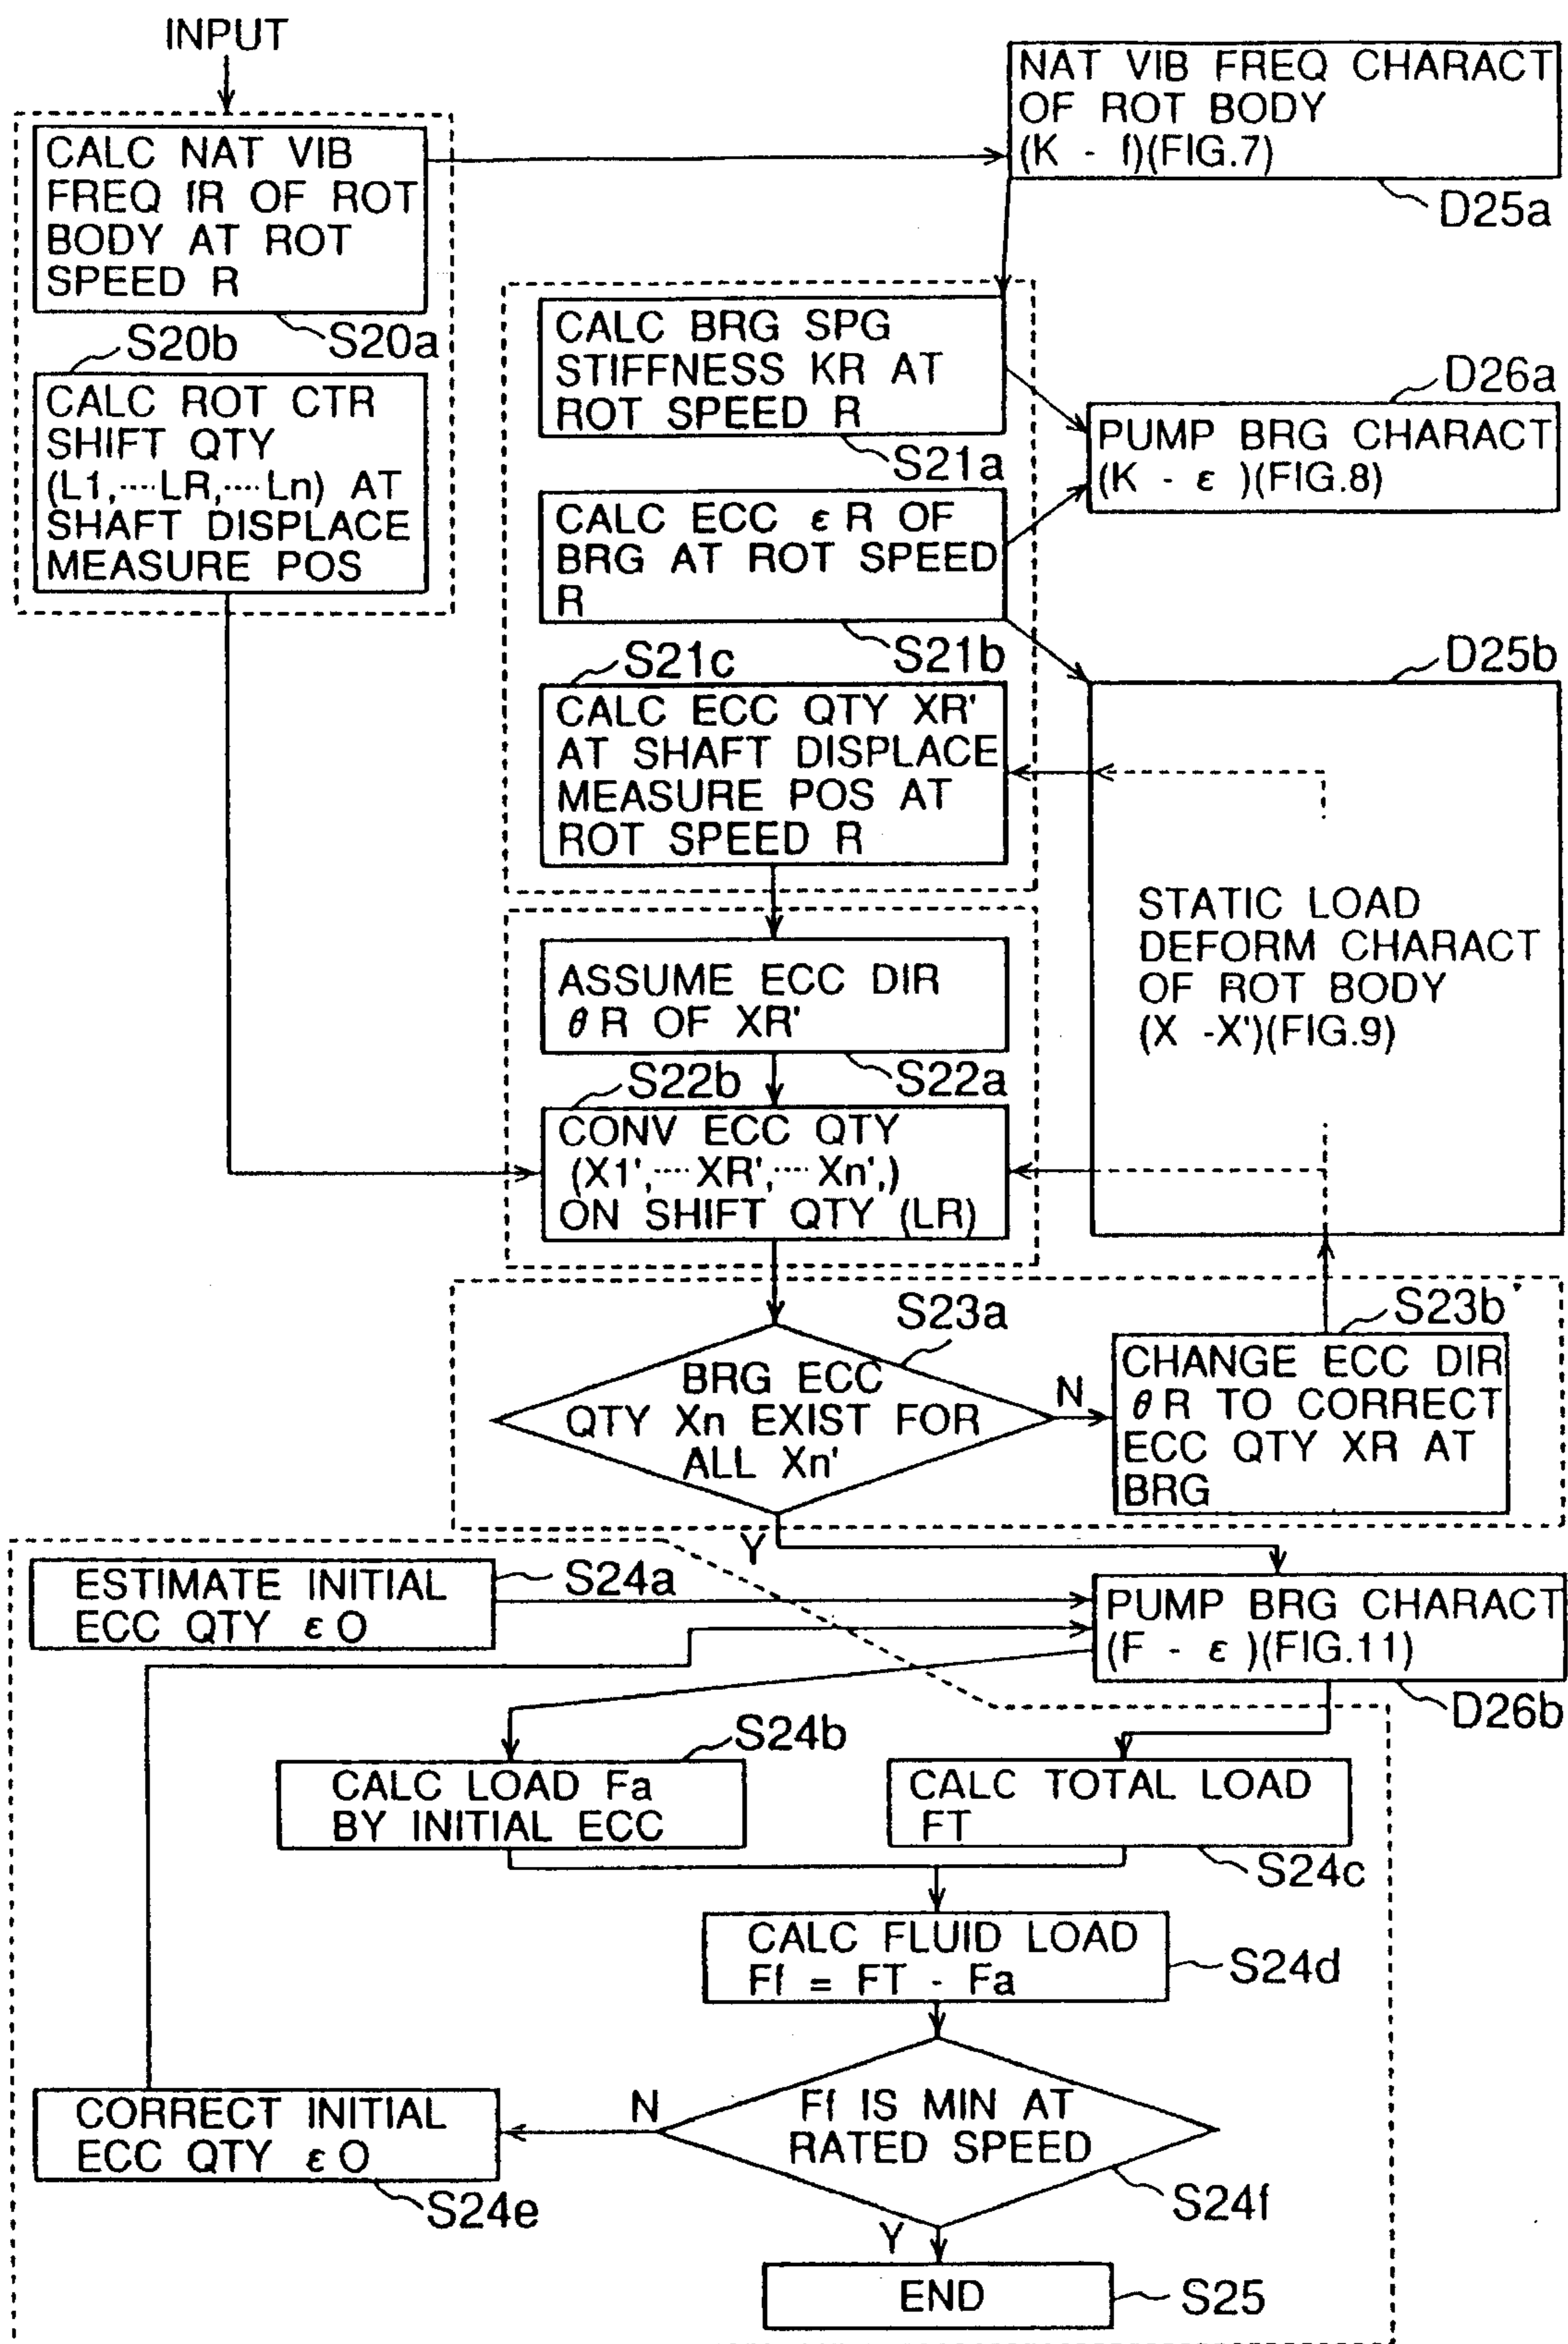 INPUT
NAT VIB FREQ CHARACT
OF ROT BODY
(K - f)(FIG.7)
D25a
CALC NAT VIB
FREQ fR OF ROT
BODY AT ROT
SPEED R
S20a
S20b
CALC ROT CTR
SHIFT QTY
(L1,····LR,····Ln) AT
SHAFT DISPLACE
MEASURE POS
CALC BRG SPG
STIFFNESS KR AT
ROT SPEED R
S21a
D26a
PUMP BRG CHARACT
(K - ε )(FIG.8)
CALC ECC ε R OF
BRG AT ROT SPEED
R
S21b
S21c
CALC ECC QTY XR'
AT SHAFT DISPLACE
MEASURE POS AT
ROT SPEED R
D25b
STATIC LOAD
DEFORM CHARACT
OF ROT BODY
(X -X')(FIG.9)
ASSUME ECC DIR
θ R OF XR'
S22a
S22b
CONV ECC QTY
(X1',···· XR',···· Xn',)
ON SHIFT QTY (LR)
S23a
BRG ECC
QTY Xn EXIST FOR
ALL Xn'
N
S23b
CHANGE ECC DIR
θ R TO CORRECT
ECC QTY XR AT
BRG
Y
ESTIMATE INITIAL
ECC QTY ε O
S24a
PUMP BRG CHARACT
(F - ε )(FIG.11)
D26b
S24b
CALC LOAD Fa
BY INITIAL ECC
CALC TOTAL LOAD
FT
S24c
CALC FLUID LOAD
Ff = FT - Fa
S24d
Ff IS MIN AT
RATED SPEED
S24f
N
CORRECT INITIAL
ECC QTY ε O
S24e
Y
END
S25